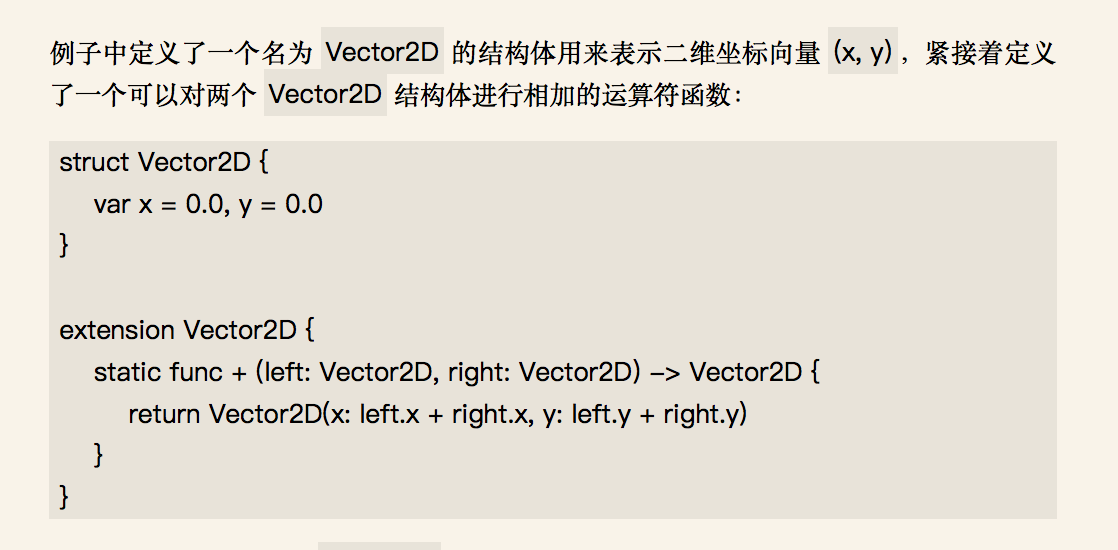 例子中定义了一个名为 Vector2D 的结构体用来表示二维坐标向量 (x, y) ，紧接着定义
了一个可以对两个 Vector2D 结构体进行相加的运算符函数：
struct Vector2D {
    var x = 0.0, y = 0.0
}
extension Vector2D {
    static func + (left: Vector2D, right: Vector2D) -> Vector2D {
        return Vector2D(x: left.x + right.x, y: left.y + right.y)
    }
}